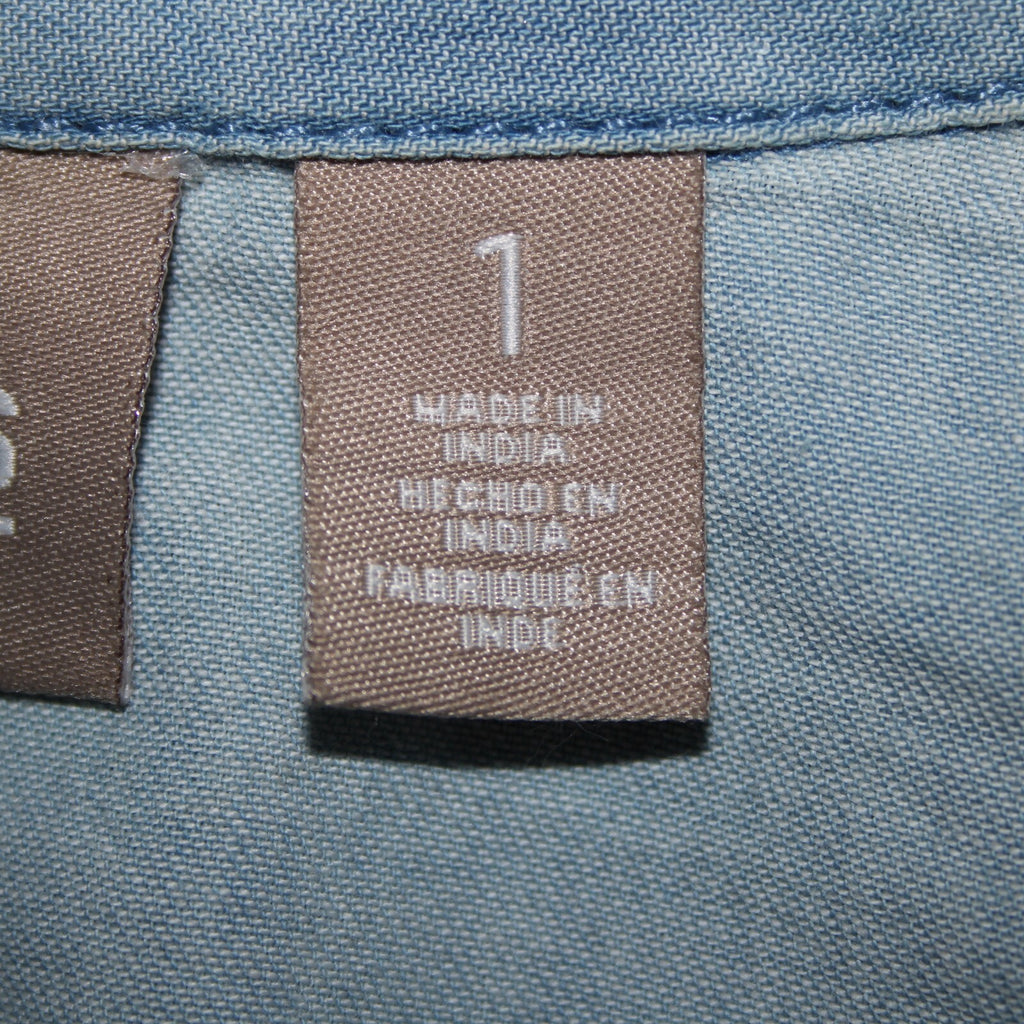 1
MADE IN
INDIA
HECHO EN
INDIA
FABRIQUÉ EN
INDE